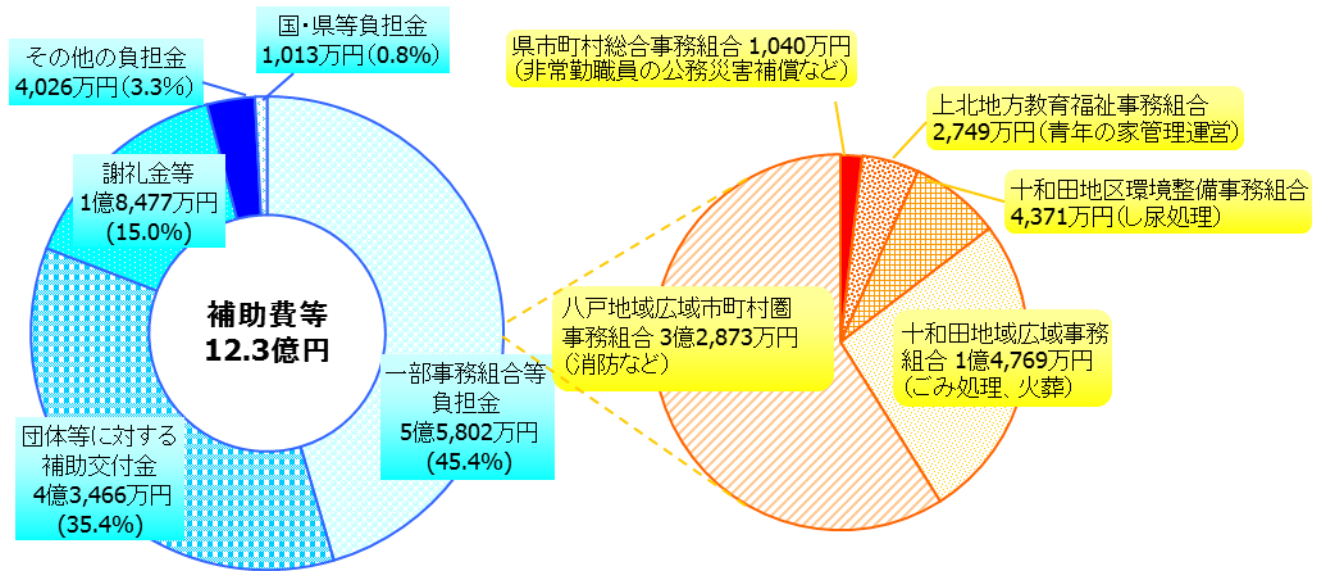 国・県等負担金
1,013万円(0.8%)
その他の負担金
4,026万円(3.3%)
謝礼金等
1億8,477万円
(15.0%)
補助費等
12.3億円
一部事務組合等
負担金
5億5,802万円
(45.4%)
団体等に対する
補助交付金
4億3,466万円
(35.4%)
県市町村総合事務組合 1,040万円
(非常勤職員の公務災害補償など)
上北地方教育福祉事務組合
2,749万円(青年の家管理運営)
十和田地区環境整備事務組合
4,371万円(し尿処理)
八戸地域広域市町村圏
事務組合 3億2,873万円
(消防など)
十和田地域広域事務
組合 1億4,769万円
(ごみ処理、火葬)